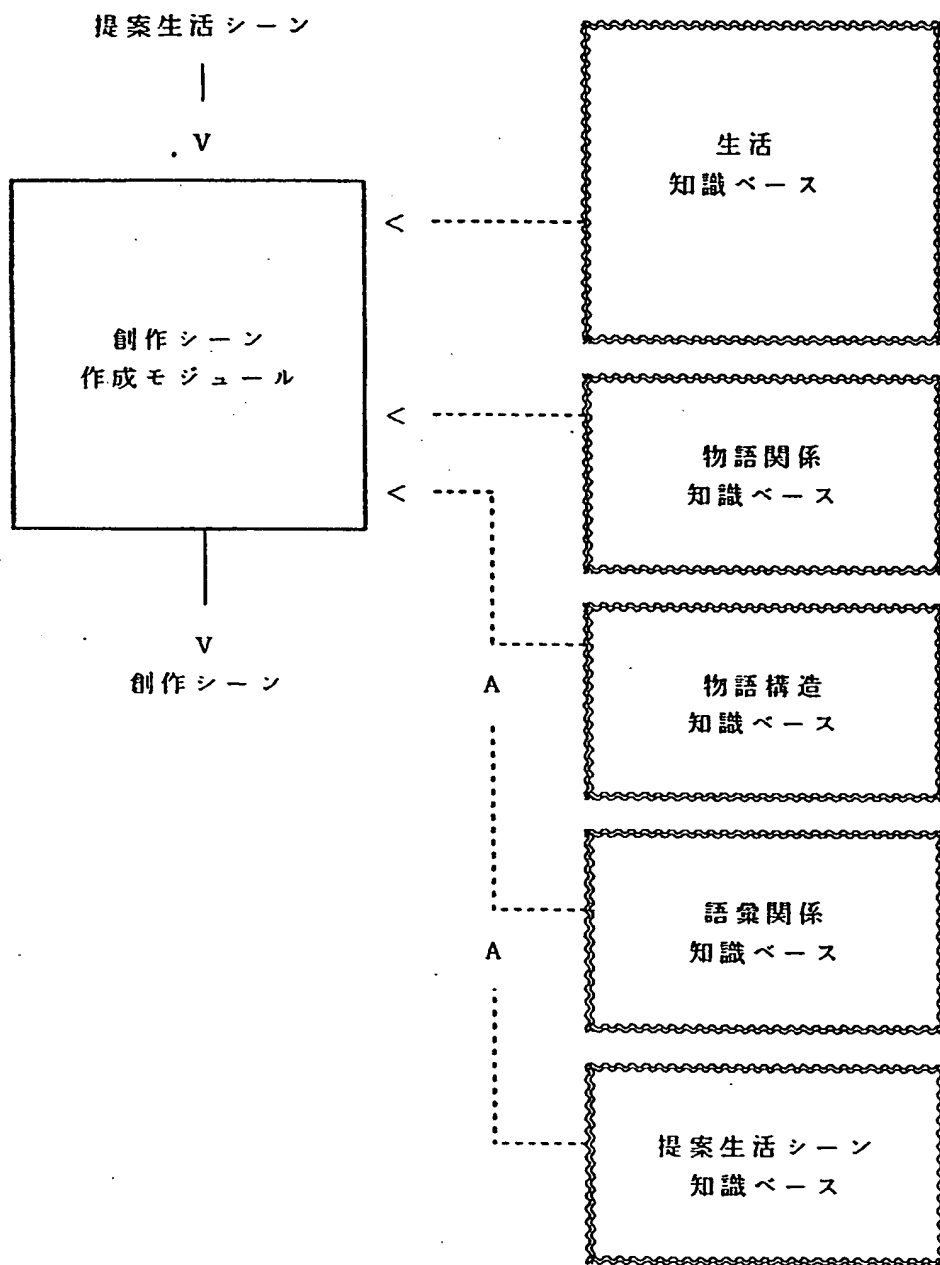 提案生活シーン
V
創作シーン
作成モジュール
V
創作シーン
<
<
<
A
A
生活
知識ベース
物語関係
知識ベース
物語構造
知識ベース
語彙関係
知識ベース
提案生活シーン
知識ベース